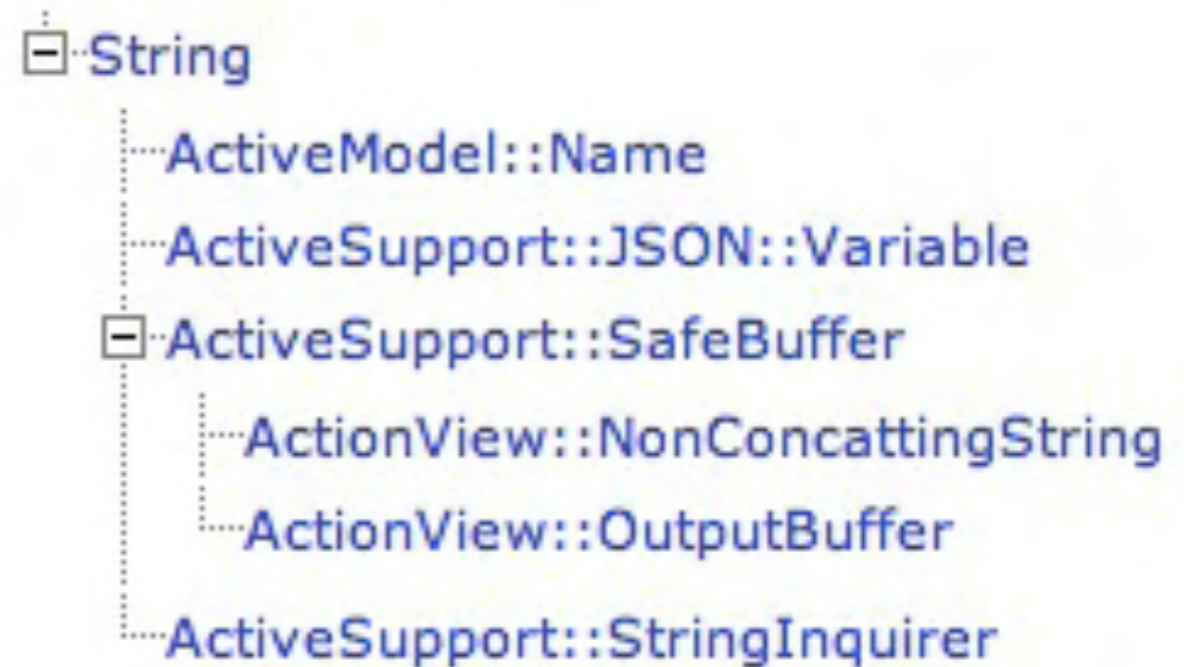 String
ActiveModel::Name
ActiveSupport::JSON::Variable
ActiveSupport::SafeBuffer
ActionView::NonConcattingString
ActionView::OutputBuffer
ActiveSupport::StringInquirer